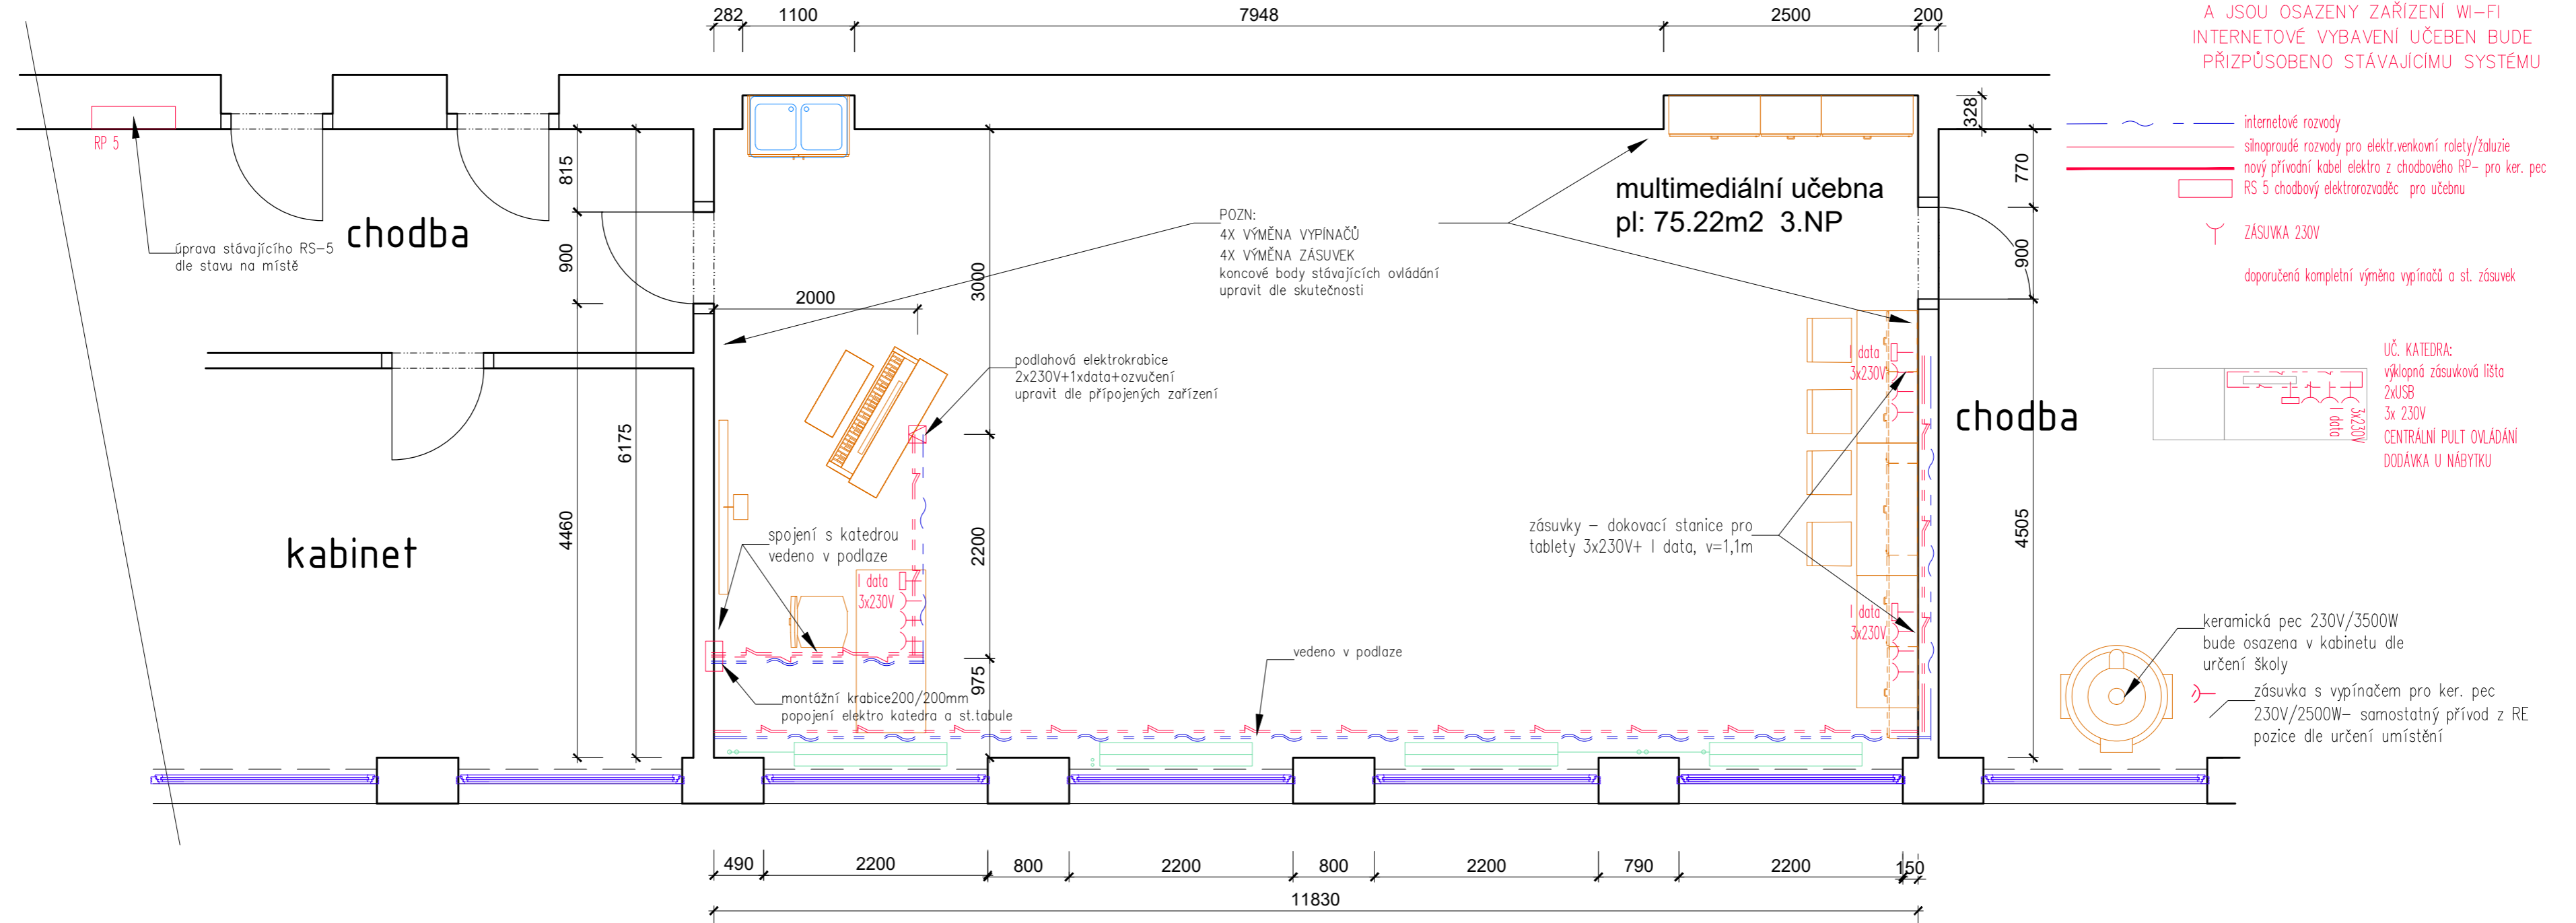 282 1100 7948 2500 200
A JSOU OSAZENY ZAŘÍZENÍ WI-FI
INTERNETOVÉ VYBAVENÍ UČEBEN BUDE
PŘIZPŮSOBENO STÁVAJÍCÍMU SYSTÉMU
RP 5
úprava stávajícího RS-5
dle stavu na místě
chodba
815
900
4460
6175
kabinet
2000
3000
2200
975
POZN:
4X VÝMĚNA VYPÍNAČŮ
4X VÝMĚNA ZÁSUVEK
koncové body stávajících ovládání
upravit dle skutečnosti
multimediální učebna
pl: 75.22m2 3.NP
podlahová elektrokrabice
2x230V+1xdata+ozvučení
upravit dle přípojených zařízení
spojení s katedrou
vedeno v podlaze
I data
3x230V
montážní krabice200/200mm
popojení elektro katedra a st.tabule
vedeno v podlaze
zásuvky – dokovací stanice pro
tablety 3x230V+ I data, v=1,1m
I data
3x230V
I data
3x230V
328
770
900
4505
chodba
internetové rozvody
silnoproudé rozvody pro elektr.venkovní rolety/žaluzie
nový přívodní kabel elektro z chodbového RP- pro ker. pec
RS 5 chodbový elektrorozvaděc pro učebnu
ZÁSUVKA 230V
doporučená kompletní výměna vypínačů a st. zásuvek
UČ. KATEDRA:
výklopná zásuvková lišta
2xUSB
3x 230V
CENTRÁLNÍ PULT OVLÁDÁNÍ
DODÁVKA U NÁBYTKU
I data
3x230V
keramická pec 230V/3500W
bude osazena v kabinetu dle
určení školy
zásuvka s vypínačem pro ker. pec
230V/2500W– samostatný přívod z RE
pozice dle určení umístění
490 2200 800 2200 800 2200 790 2200 150
11830